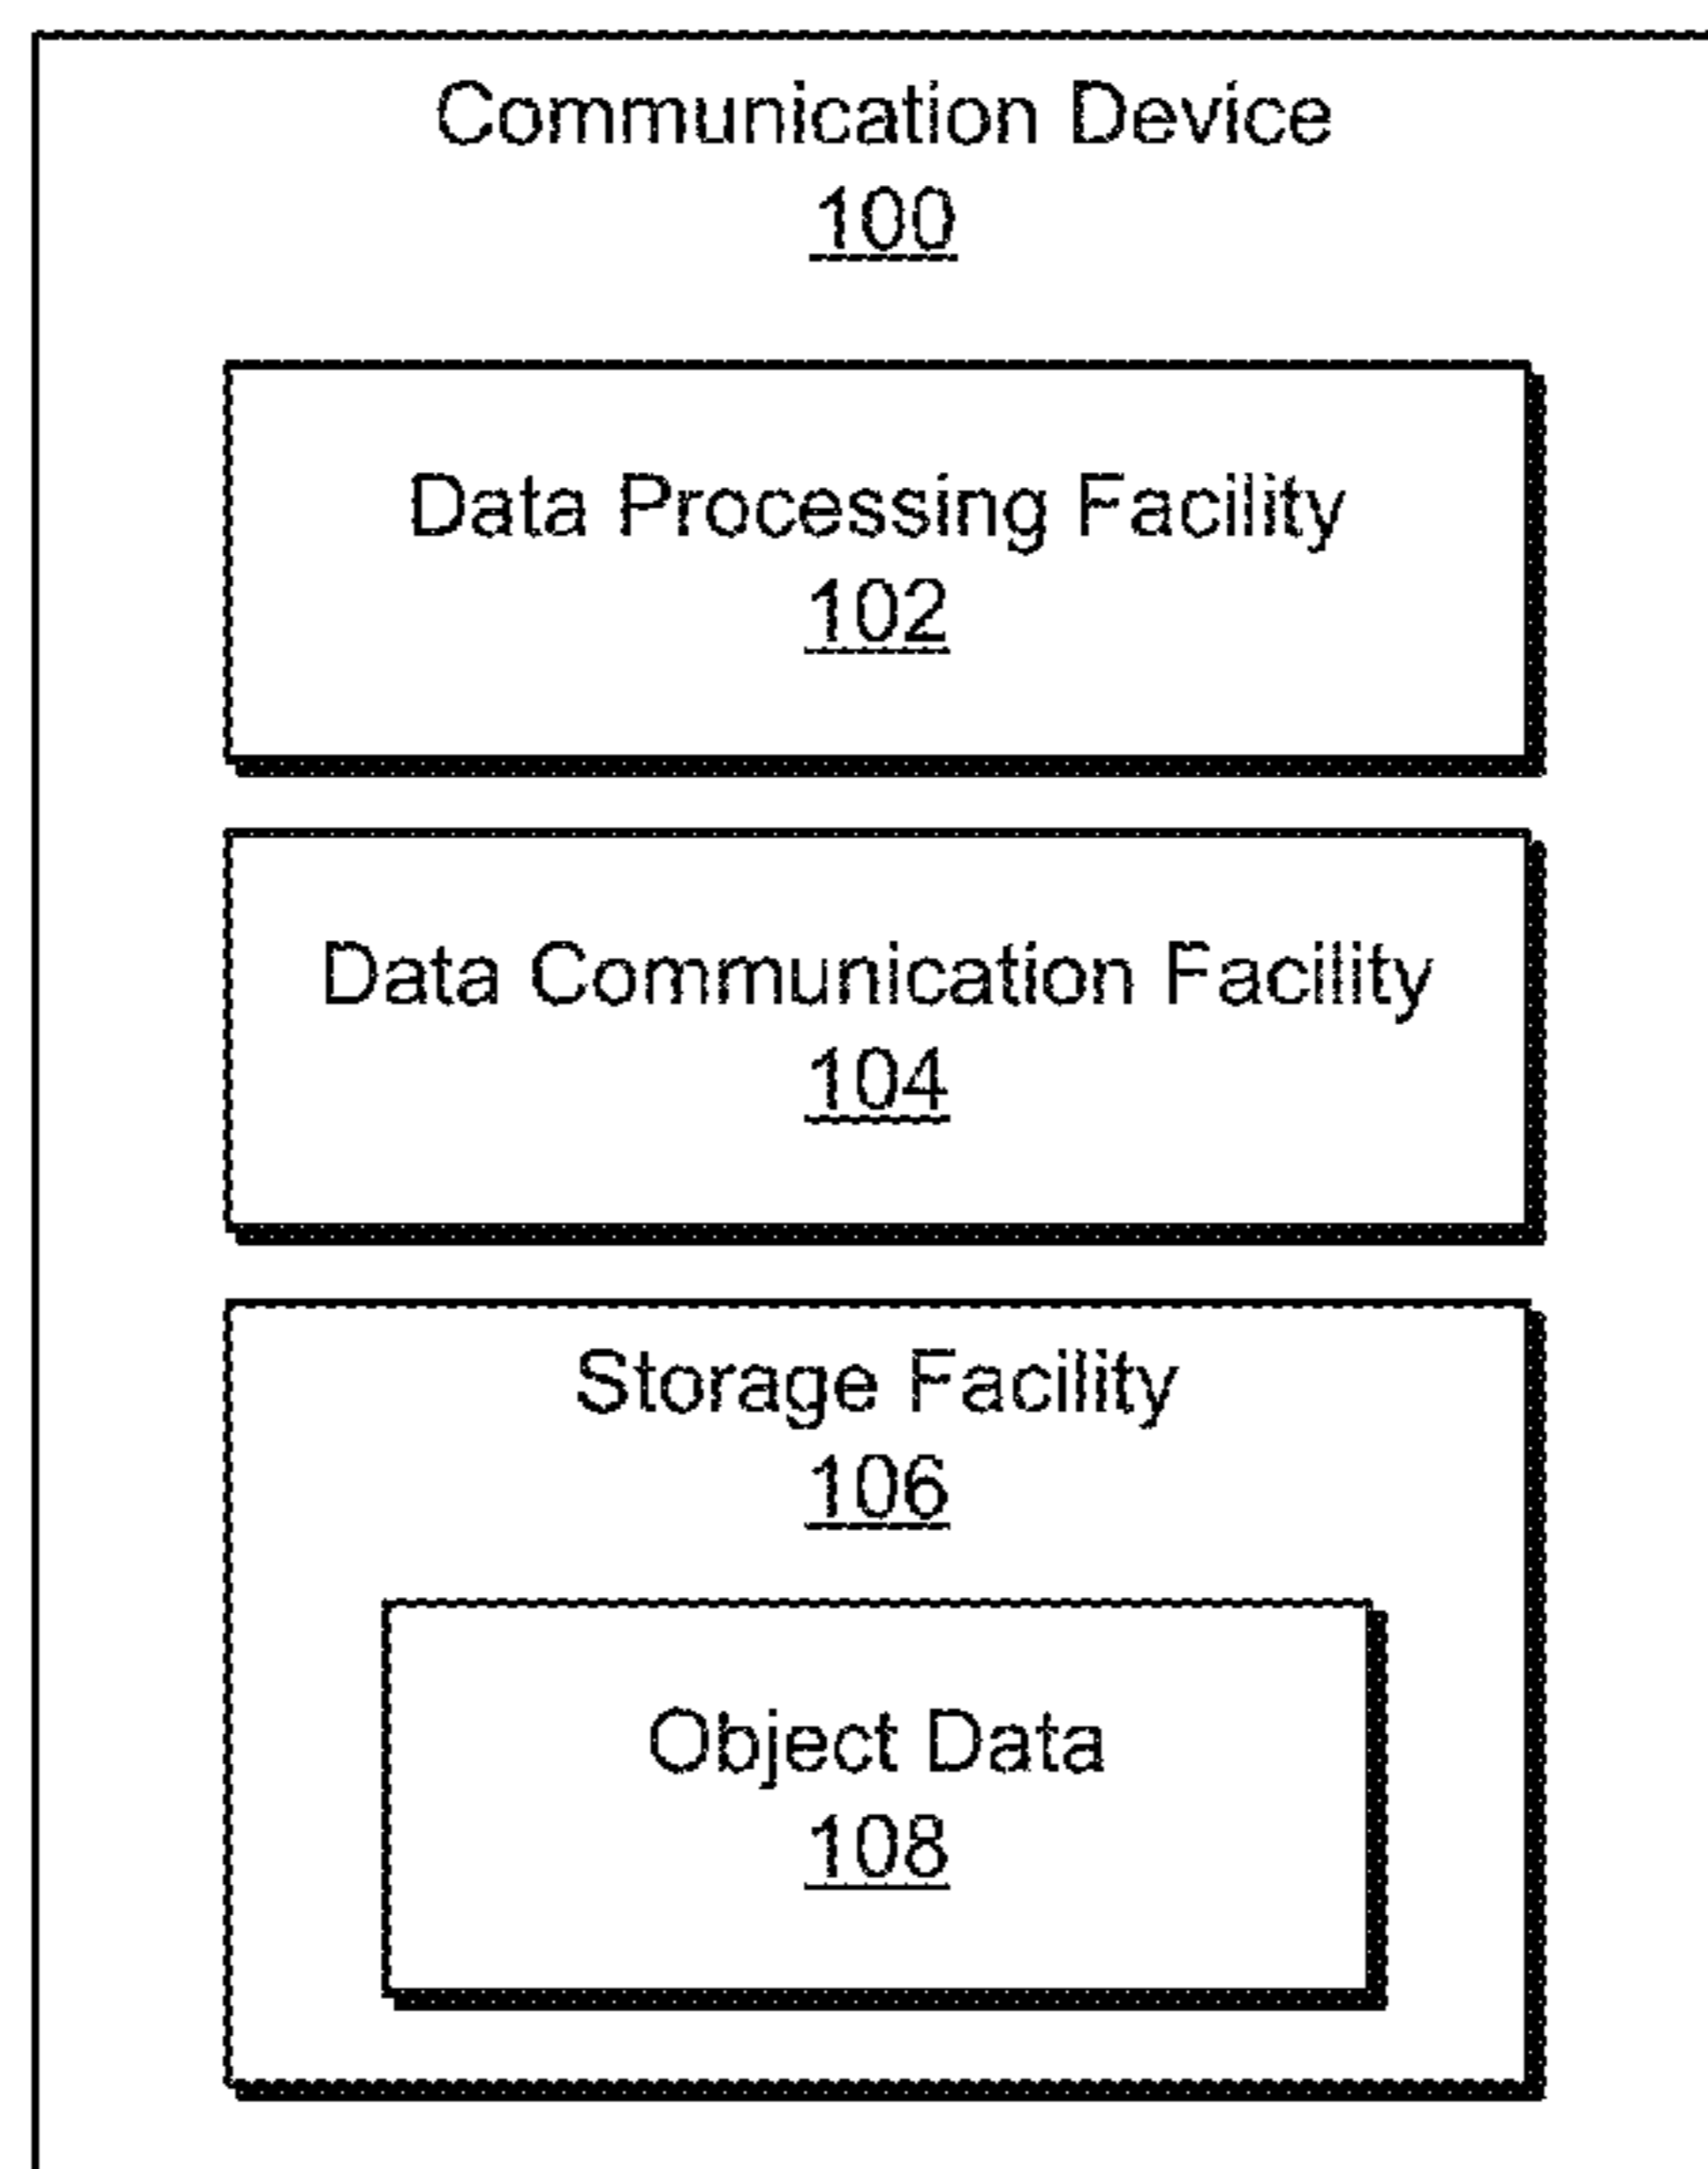 Communication Device
100
Data Processing Facility
102
Data Communication Facility
104
Storage Facility
106
Object Data
108